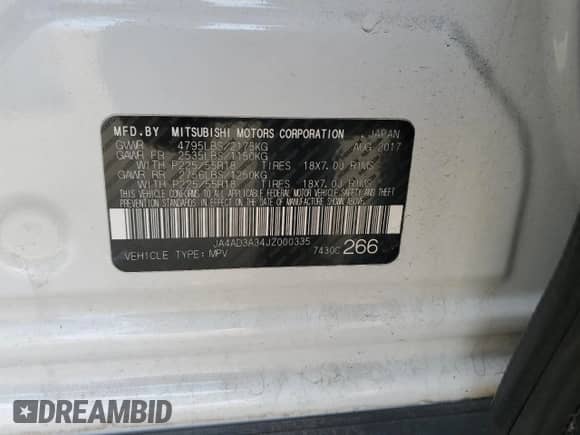 MFD.BY MITSUBISHI MOTORS CORPORATION JAPAN
GVWR 4795LBS/2175KG AUG 2017
GAWR FR 2535LBS/1150KG
WITH P225/55R18 TIRES 18X7.0J RIMS
GAWR RR 2756LBS/1250KG
WITH P225/55R18 TIRES 18X7.0J RIMS
THIS VEHICLE CONFORMS TO ALL APPLICABLE
FEDERAL MOTOR VEHICLE SAFETY AND THEFT
PREVENTION STANDARDS IN EFFECT ON THE DATE
OF MANUFACTURE SHOWN ABOVE.
JA4AD3A34JZ000335
VEHICLE TYPE: MPV 7430C 266
DREAMBID